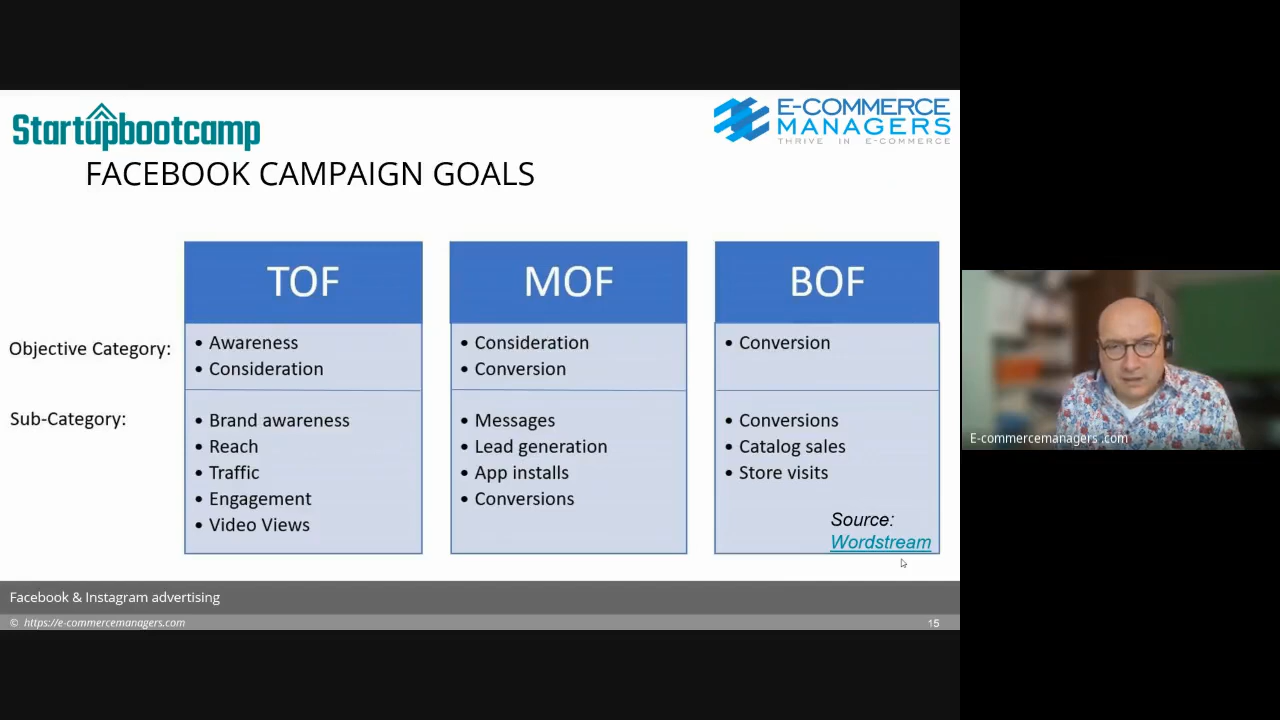 Startupbootcamp
E-COMMERCE
MANAGERS
THRIVE IN E-COMMERCE
FACEBOOK CAMPAIGN GOALS
TOF
MOF
BOF
Objective Category:
• Awareness
• Consideration
• Consideration
• Conversion
• Conversion
Sub-Category:
• Brand awareness
• Reach
• Traffic
• Engagement
• Video Views
• Messages
• Lead generation
• App installs
• Conversions
• Conversions
• Catalog sales
• Store visits
Source:
Wordstream
Facebook & Instagram advertising
© https://e-commercemanagers.com
15
E-commercemanagers .com